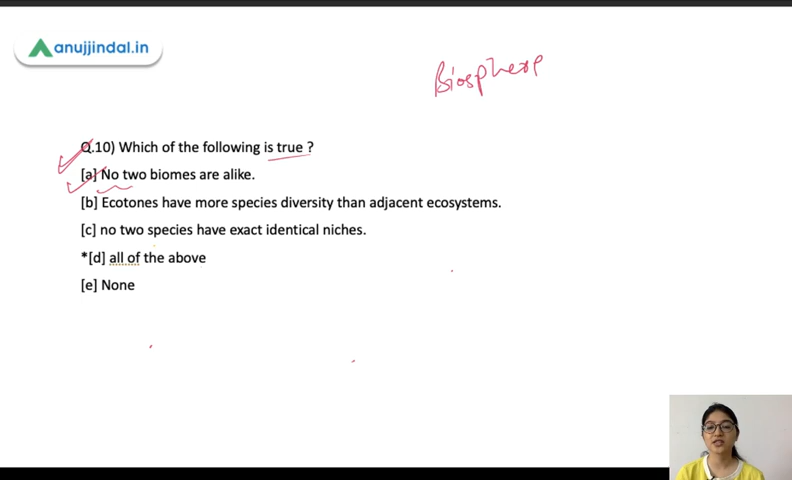 anujjindal.in
Biosphere
Q.10) Which of the following is true ?
[a] No two biomes are alike.
[b] Ecotones have more species diversity than adjacent ecosystems.
[c] no two species have exact identical niches.
*[d] all of the above
[e] None